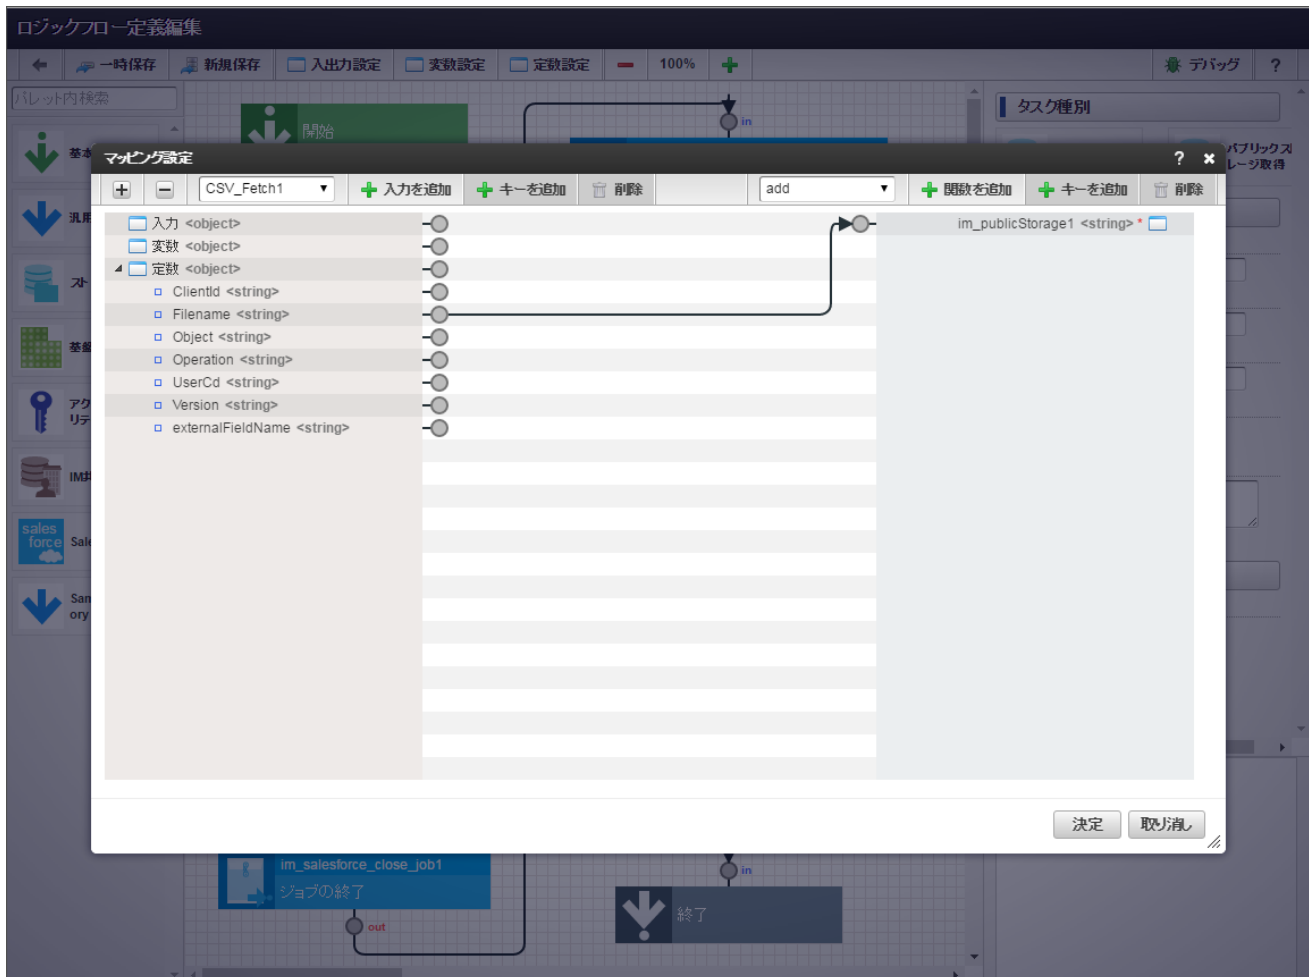 ロジックフロー定義編集
一時保存 新規保存 入出力設定 変数設定 定数設定 100% デバッグ ?
パレット内検索
開始
in
タスク種別
基本
パブリックス
レージ取得
マッピング設定 ?
CSV_Fetch1 入力を追加 キーを追加 削除 add 関数を追加 キーを追加 削除
入力 <object>
変数 <object>
定数 <object>
ClientId <string>
Filename <string>
Object <string>
Operation <string>
UserCd <string>
Version <string>
externalFieldName <string>
im_publicStorage1 <string> *
汎用
スト
基盤
アク
リテ
sales
force
決定 取り消し
im_salesforce_close_job1
ジョブの終了
out
in
終了